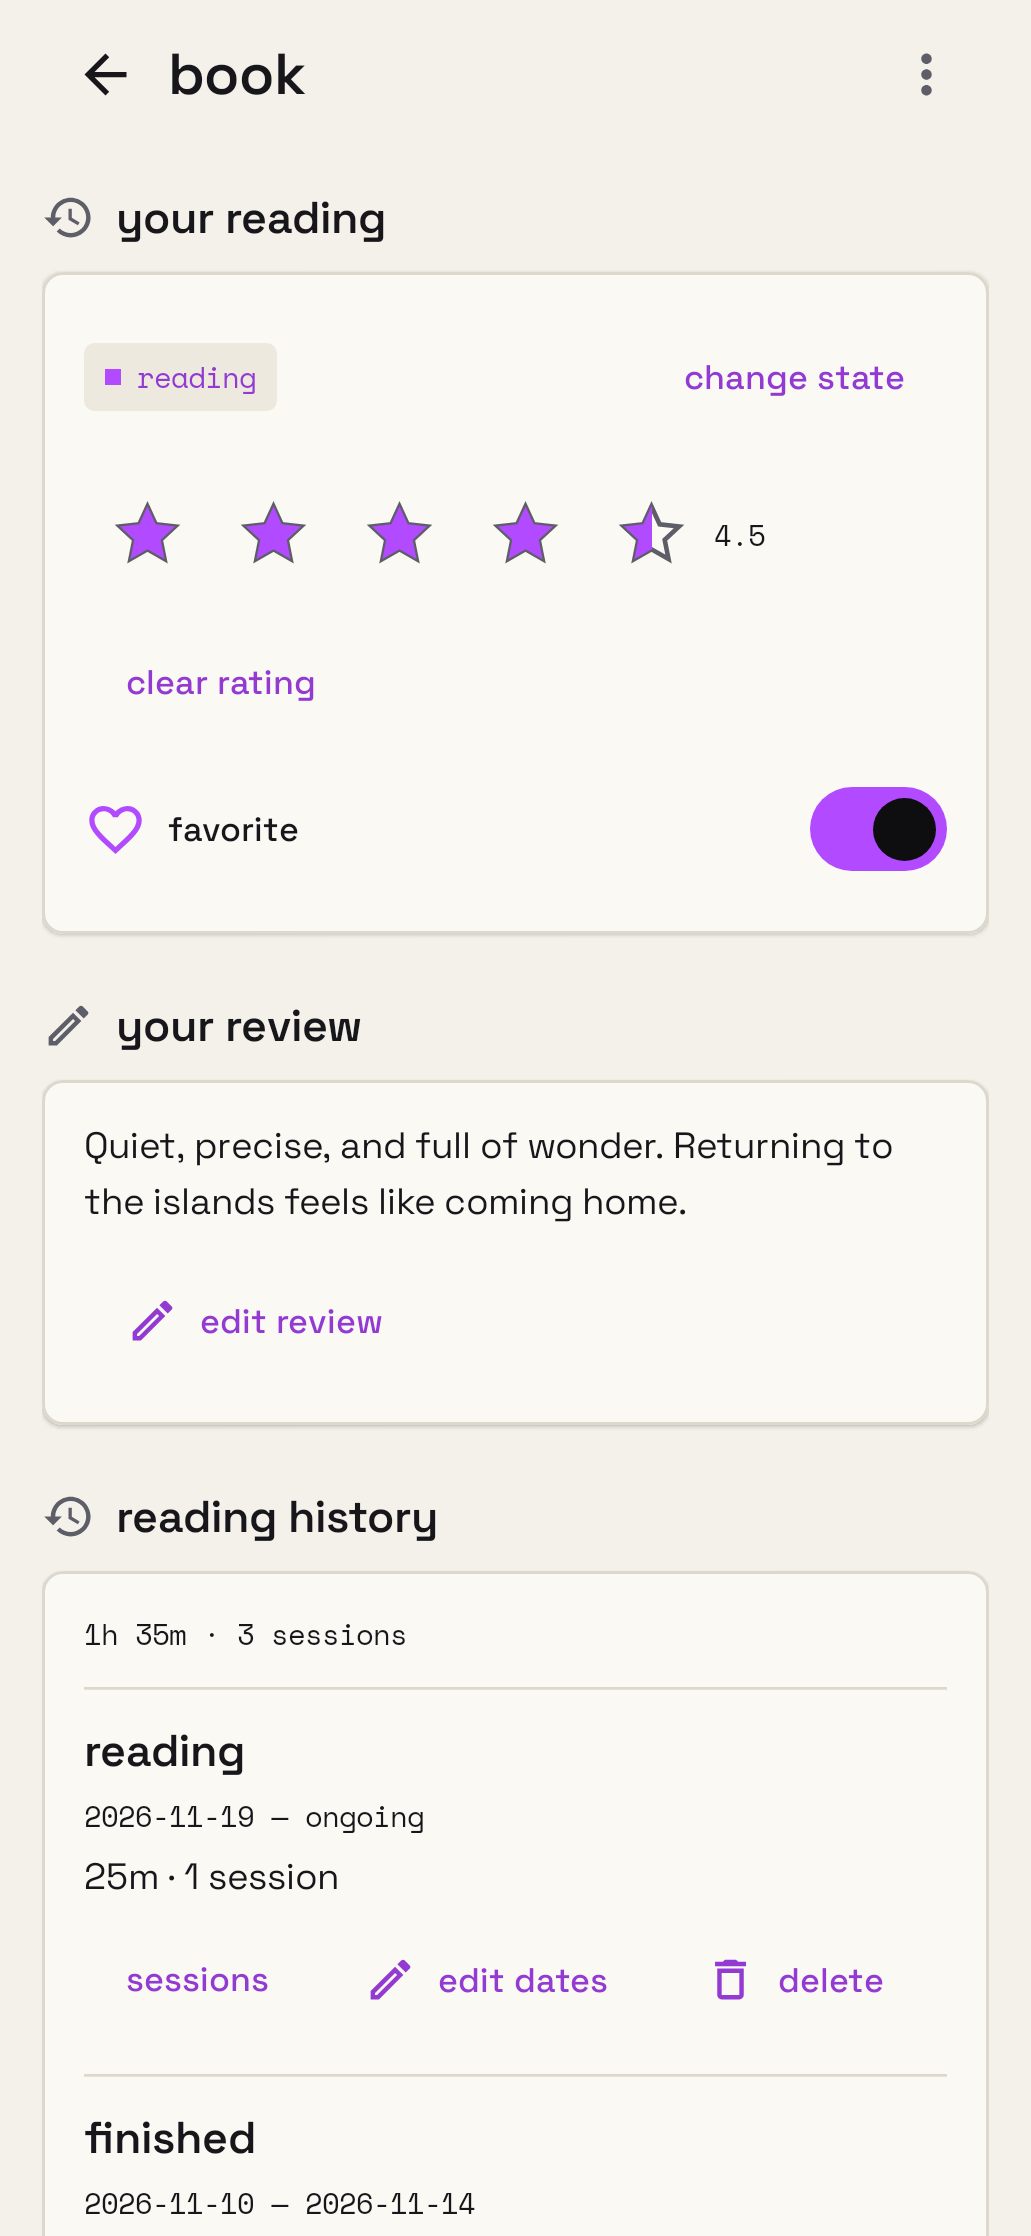 book
your reading
reading
change state
4.5
clear rating
favorite
your review
Quiet, precise, and full of wonder. Returning to
the islands feels like coming home.
edit review
reading history
1h 35m · 3 sessions
reading
2026-11-19 — ongoing
25m · 1 session
sessions
edit dates
delete
finished
2026-11-10 — 2026-11-14